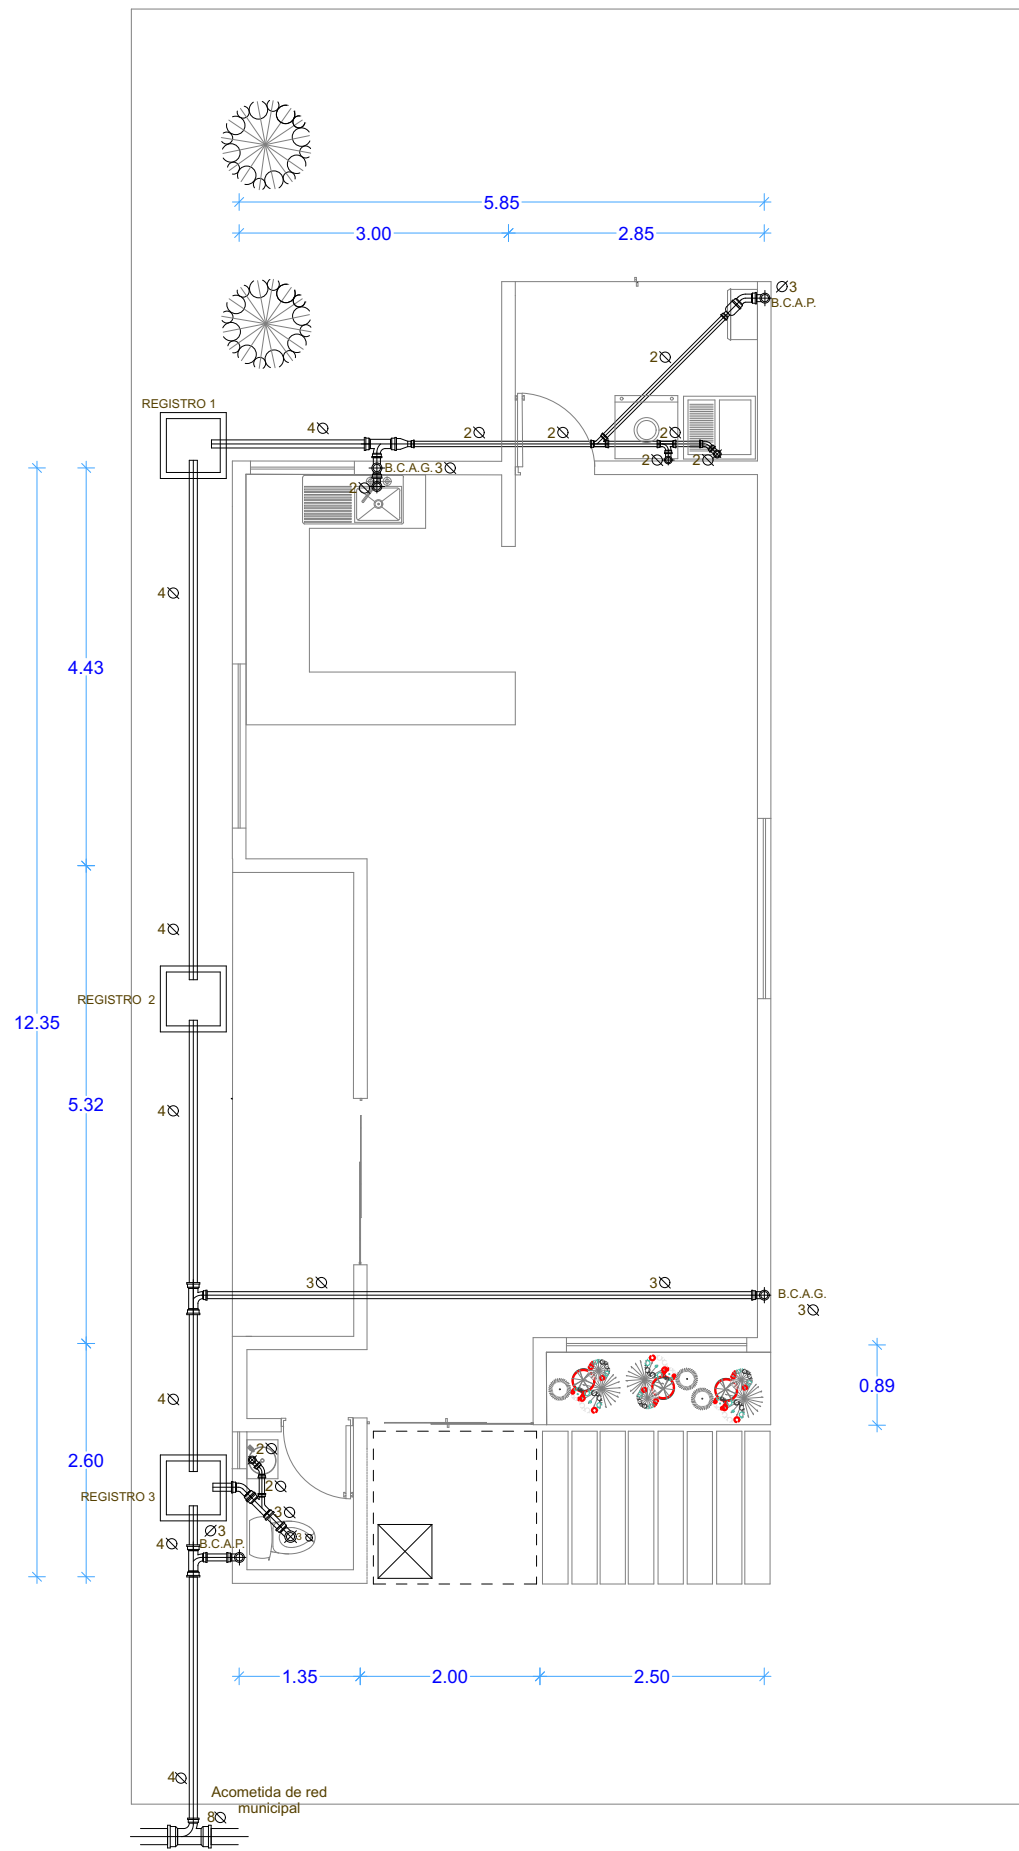 5.85
3.00
2.85
Ø3
B.C.A.P.
2Ø
REGISTRO 1
4Ø
2Ø
2Ø
2Ø
2Ø
2Ø
B.C.A.G. 3Ø
2Ø
4Ø
4.43
4Ø
REGISTRO 2
12.35
5.32
4Ø
3Ø
3Ø
B.C.A.G.
3Ø
0.89
4Ø
2.60
2Ø
2Ø
REGISTRO 3
3Ø
3Ø
Ø3
B.C.A.P.
4Ø
1.35
2.00
2.50
4Ø
Acometida de red
municipal
8Ø